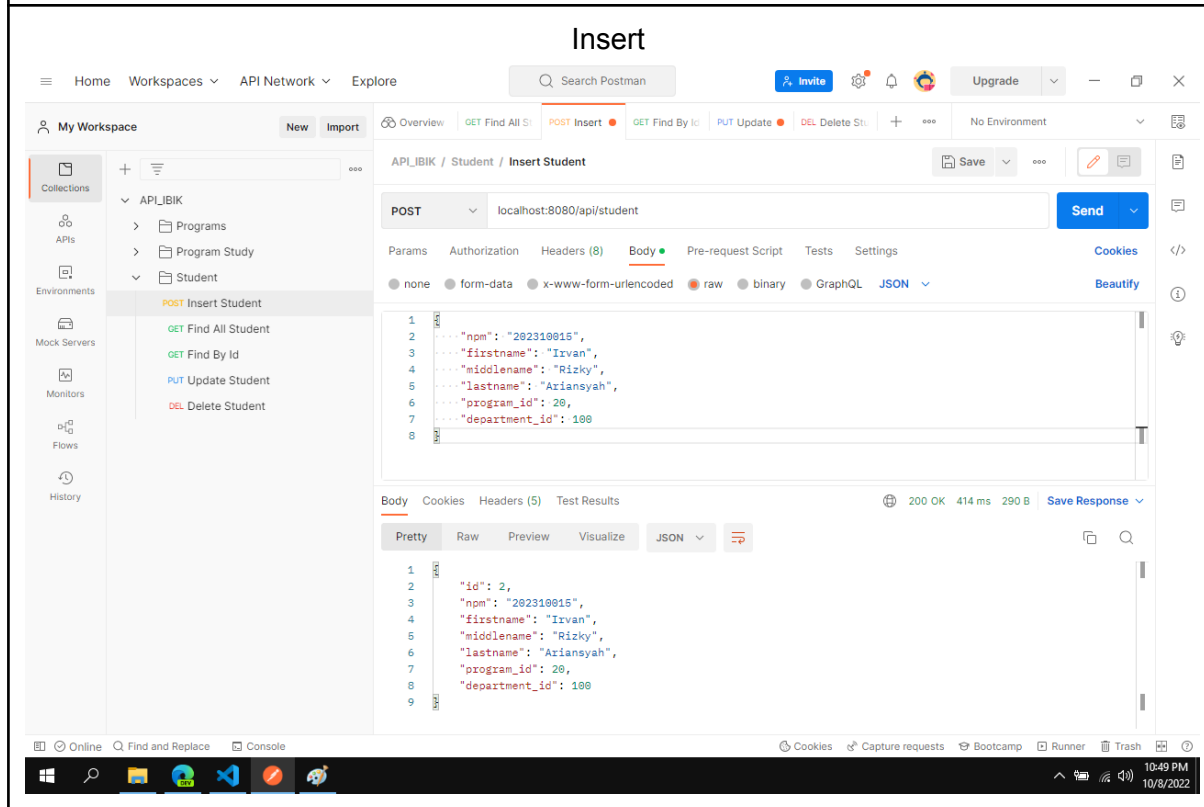 Insert
Home Workspaces API Network Explore Search Postman Invite Upgrade
My Workspace New Import Overview GET Find All St POST Insert GET Find By Id PUT Update DEL Delete Stu No Environment
API_IBIK / Student / Insert Student Save
Collections
APIs
Environments
Mock Servers
Monitors
Flows
History
API_IBIK
Programs
Program Study
Student
POST Insert Student
GET Find All Student
GET Find By Id
PUT Update Student
DEL Delete Student
POST localhost:8080/api/student Send
Params Authorization Headers (8) Body Pre-request Script Tests Settings Cookies
none form-data x-www-form-urlencoded raw binary GraphQL JSON Beautify
1 {
2 "npm": "202310015",
3 "firstname": "Irvan",
4 "middlename": "Rizky",
5 "lastname": "Ariansyah",
6 "program_id": 20,
7 "department_id": 100
8 }
Body Cookies Headers (5) Test Results 200 OK 414 ms 290 B Save Response
Pretty Raw Preview Visualize JSON
1 {
2 "id": 2,
3 "npm": "202310015",
4 "firstname": "Irvan",
5 "middlename": "Rizky",
6 "lastname": "Ariansyah",
7 "program_id": 20,
8 "department_id": 100
9 }
Online Find and Replace Console Cookies Capture requests Bootcamp Runner Trash
DEV
10:49 PM
10/8/2022